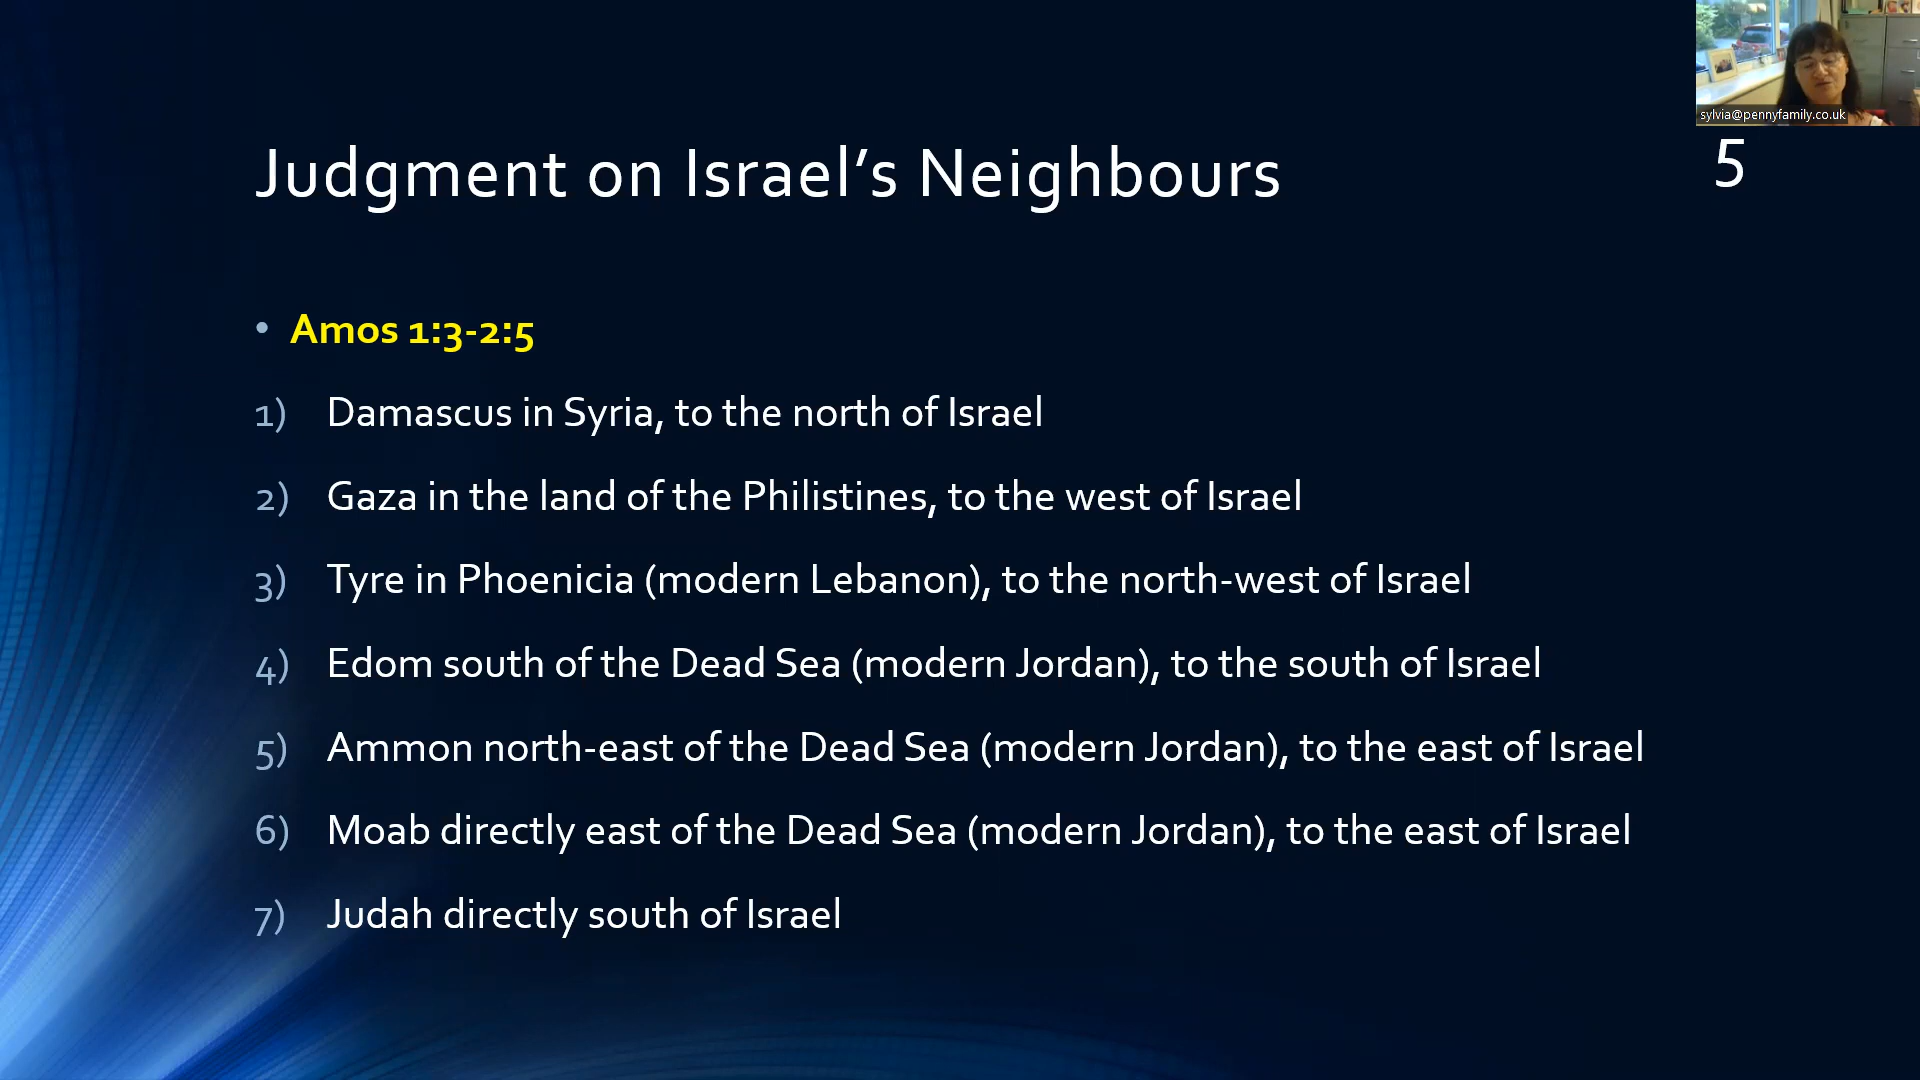 sylvia@pennyfamily.co.uk
Judgment on Israel’s Neighbours
5
• Amos 1:3-2:5
1) Damascus in Syria, to the north of Israel
2) Gaza in the land of the Philistines, to the west of Israel
3) Tyre in Phoenicia (modern Lebanon), to the north-west of Israel
4) Edom south of the Dead Sea (modern Jordan), to the south of Israel
5) Ammon north-east of the Dead Sea (modern Jordan), to the east of Israel
6) Moab directly east of the Dead Sea (modern Jordan), to the east of Israel
7) Judah directly south of Israel